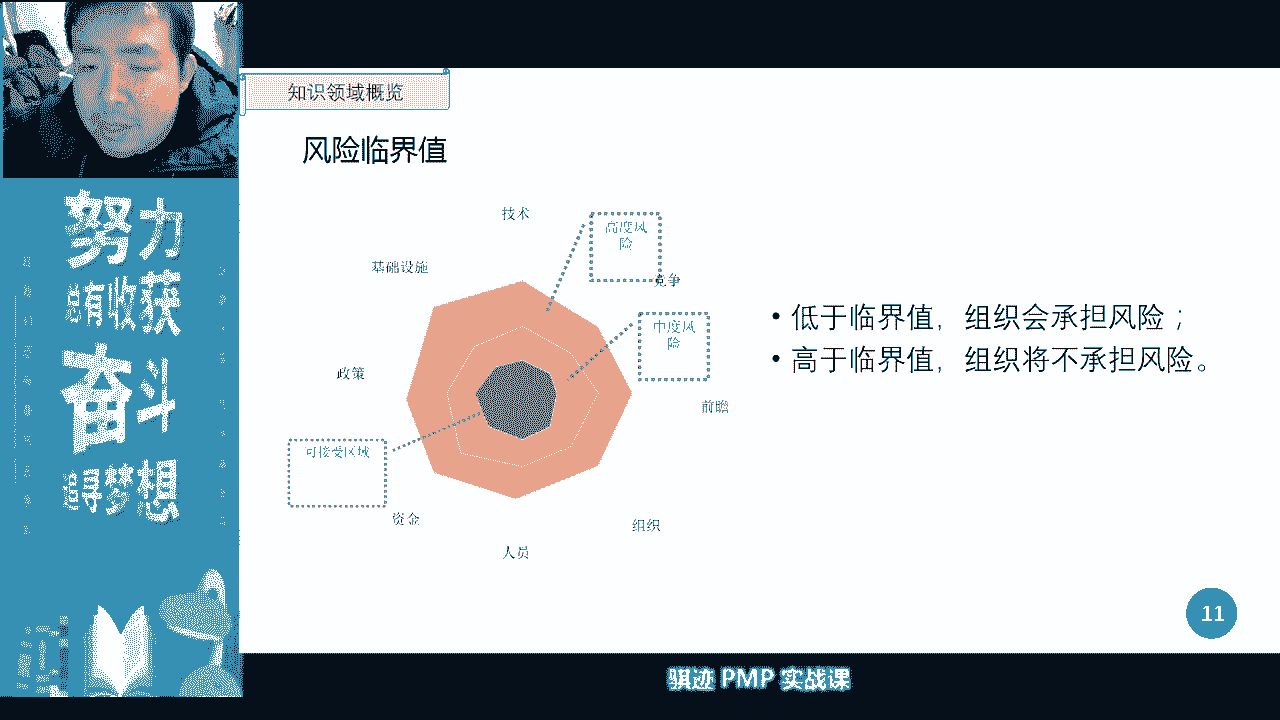 知识领域概览
风险临界值
技术
高度风
险
基础设施
竞争
中度风
险
政策
前瞻
可接受区域
资金
组织
人员
• 低于临界值，组织会承担风险；
• 高于临界值，组织将不承担风险。
11
骐迹 PMP 实战课
努力
总有收获
奋斗
追寻梦想